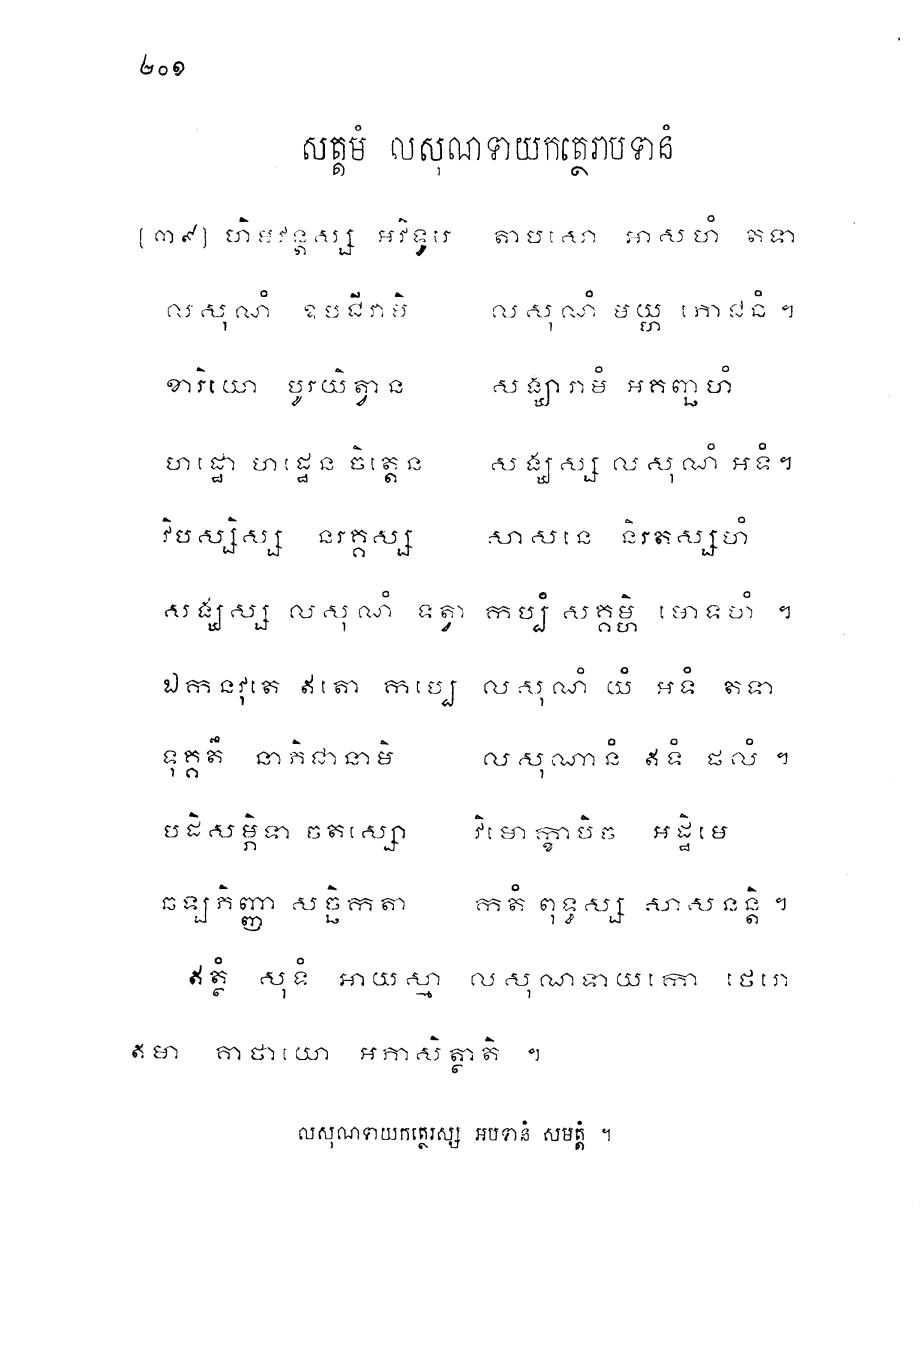 ២០១
សត្តមំ លសុណទាយកត្ថេរាបទានំ
[៣៩] ហិមវន្តស្ស អវិទូរេ តាបសោ អាសហំ តទា
លសុណំ ឧបជីវាមិ លសុណំ មយ្ហ ភោជនំ ។
ខារិយោ បូរយិត្វាន សង្ឃារាមំ អគញ្ឆហំ
ហដ្ឋោ ហដ្ឋេន ចិត្តេន សង្ឃស្ស លសុណំ អទំ។
វិបស្សិស្ស នរគ្គស្ស សាសនេ និរតស្សហំ
សង្ឃស្ស លសុណំ ទត្វា កប្បំ សគ្គម្ហិ មោទហំ ។
ឯកនវុតេ ឥតោ កប្បេ លសុណំ យំ អទំ តទា
ទុគ្គតឹ នាភិជានាមិ លសុណានំ ឥទំ ផលំ ។
បដិសម្ភិទា ចតស្សោ វិមោក្ខាបិច អដ្ឋិមេ
ឆឡភិញ្ញា សច្ឆិកតា កតំ ពុទ្ធស្ស សាសនន្តិ ។
ឥត្ថំ សុទំ អាយស្មា លសុណទាយកោ ថេរោ
ឥមា គាថាយោ អភាសិត្ថាតិ ។
លសុណទាយកត្ថេរស្ស អបទានំ សមត្តំ ។